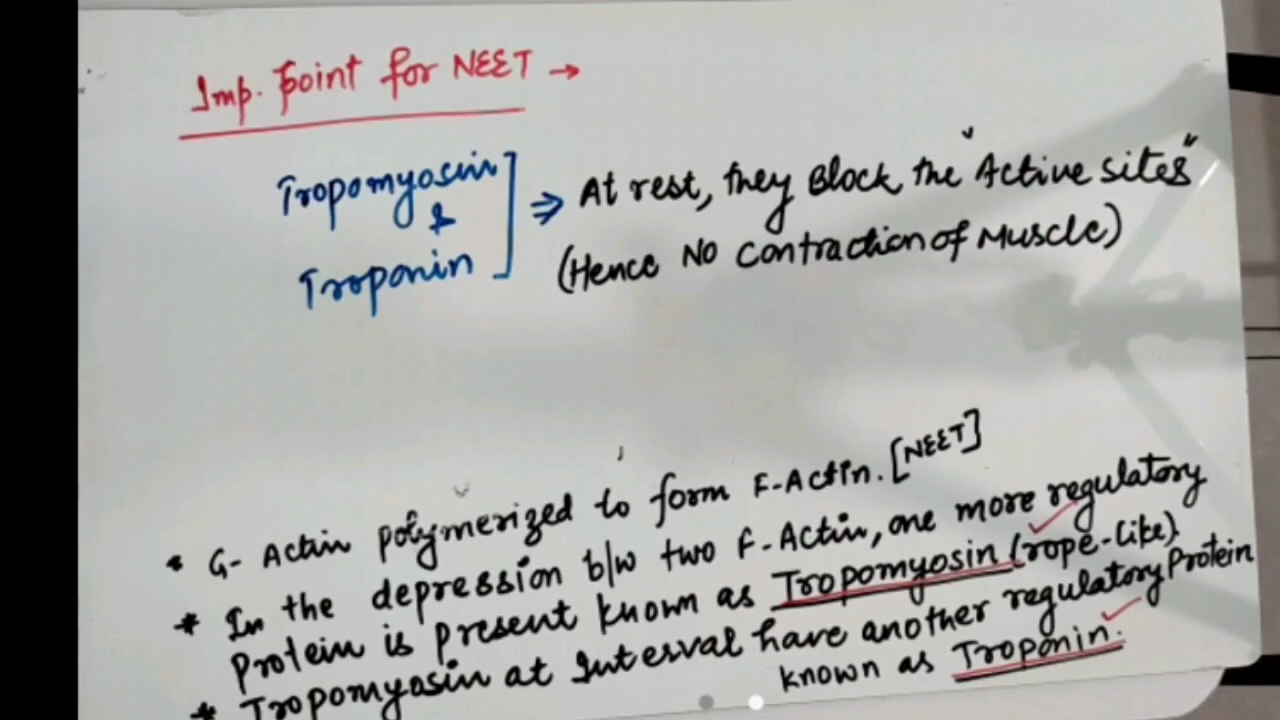 Imp. point for NEET →
Tropomyosin
&
Troponin
⇒ At rest, they Block the "Active sites"
(Hence No contraction of Muscle)
* G- Actin polymerized to form F-Actin. [NEET]
* In the depression b/w two F-Actin, one more regulatory
Protein is present known as Tropomyosin (rope-like).
* Tropomyosin at Interval have another regulatory Protein
known as Troponin.